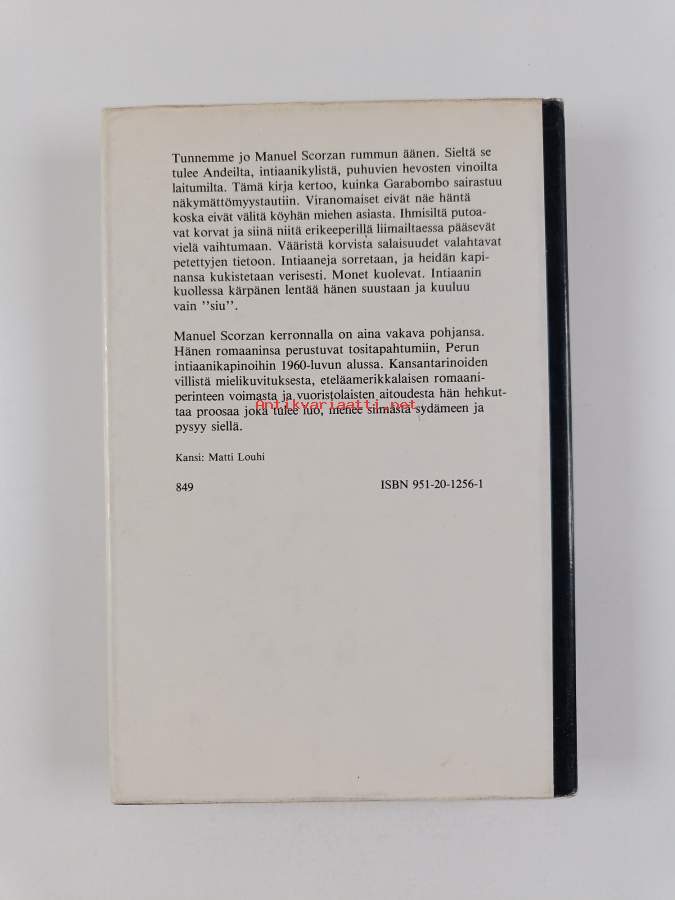 Tunnemme jo Manuel Scorzan rummun äänen. Sieltä se
tulee Andeilta, intiaanikylistä, puhuvien hevosten vinoilta
laitumilta. Tämä kirja kertoo, kuinka Garabombo sairastuu
näkymättömyystautiin. Viranomaiset eivät näe häntä
koska eivät välitä köyhän miehen asiasta. Ihmisiltä putoa-
vat korvat ja siinä niitä erikeeperillä liimailtaessa pääsevät
vielä vaihtumaan. Vääristä korvista salaisuudet valahtavat
petettyjen tietoon. Intiaaneja sorretaan, ja heidän kapi-
nansa kukistetaan verisesti. Monet kuolevat. Intiaanin
kuollessa kärpänen lentää hänen suustaan ja kuuluu
vain "siu".
Manuel Scorzan kerronnalla on aina vakava pohjansa.
Hänen romaaninsa perustuvat tositapahtumiin, Perun
intiaanikapinoihin 1960-luvun alussa. Kansantarinoiden
villistä mielikuvituksesta, eteläamerikkalaisen romaani-
perinteen voimasta ja vuoristolaisten aitoudesta hän hehkut-
taa proosaa joka tulee iuo, menee silmästä sydämeen ja
pysyy siellä.
Antikvariaatti.net
Kansi: Matti Louhi
849 ISBN 951-20-1256-1